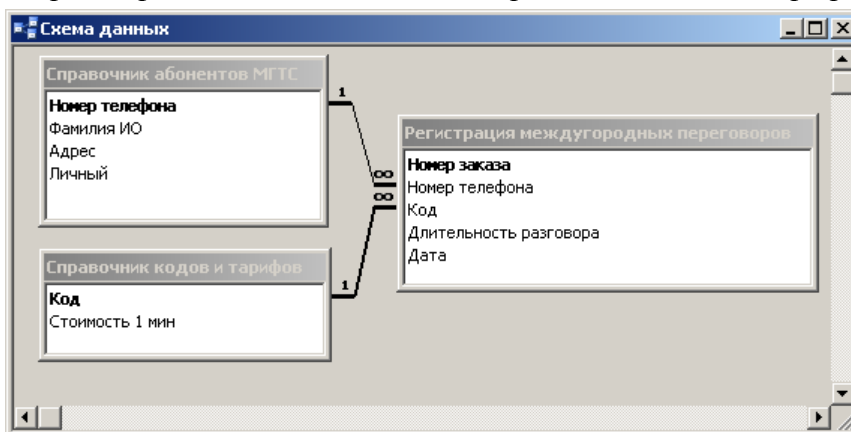 Схема данных
Справочник абонентов МГТС
Номер телефона
Фамилия ИО
Адрес
Личный
1
∞
Справочник кодов и тарифов
Код
Стоимость 1 мин
1
∞
Регистрация междугородных переговоров
Номер заказа
Номер телефона
Код
Длительность разговора
Дата